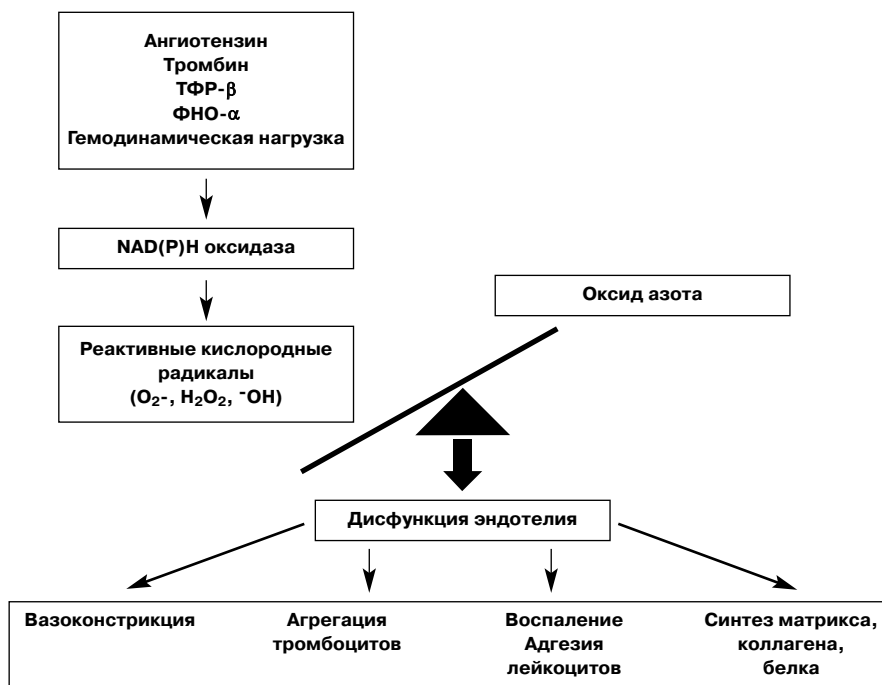 Ангиотензин
Тромбин
ТФР-β
ФНО-α
Гемодинамическая нагрузка
NAD(P)H оксидаза
Оксид азота
Реактивные кислородные
радикалы
(O₂-, H₂O₂, ⁻OH)
Дисфункция эндотелия
Вазоконстрикция
Агрегация
тромбоцитов
Воспаление
Адгезия
лейкоцитов
Синтез матрикса,
коллагена,
белка